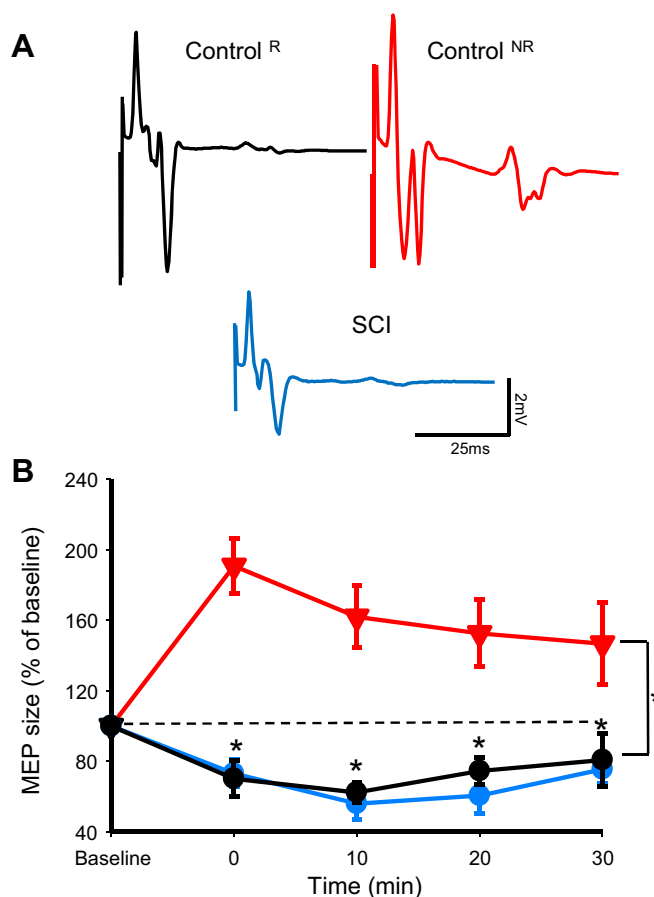 A
Control R
Control NR
SCI
2mV
25ms
B
MEP size (% of baseline)
240
200
160
120
80
40
* * * *
*
Baseline 0 10 20 30
Time (min)